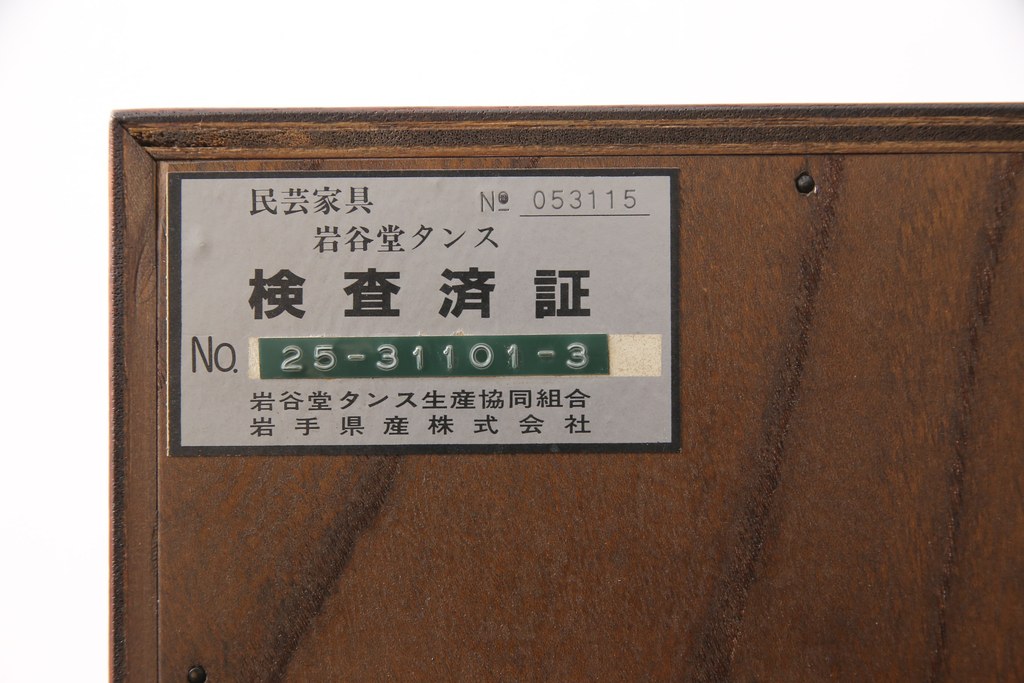 民芸家具 № 053115
岩谷堂タンス
検査済証
No. 25-31101-3
岩谷堂タンス生産協同組合
岩手県産株式会社